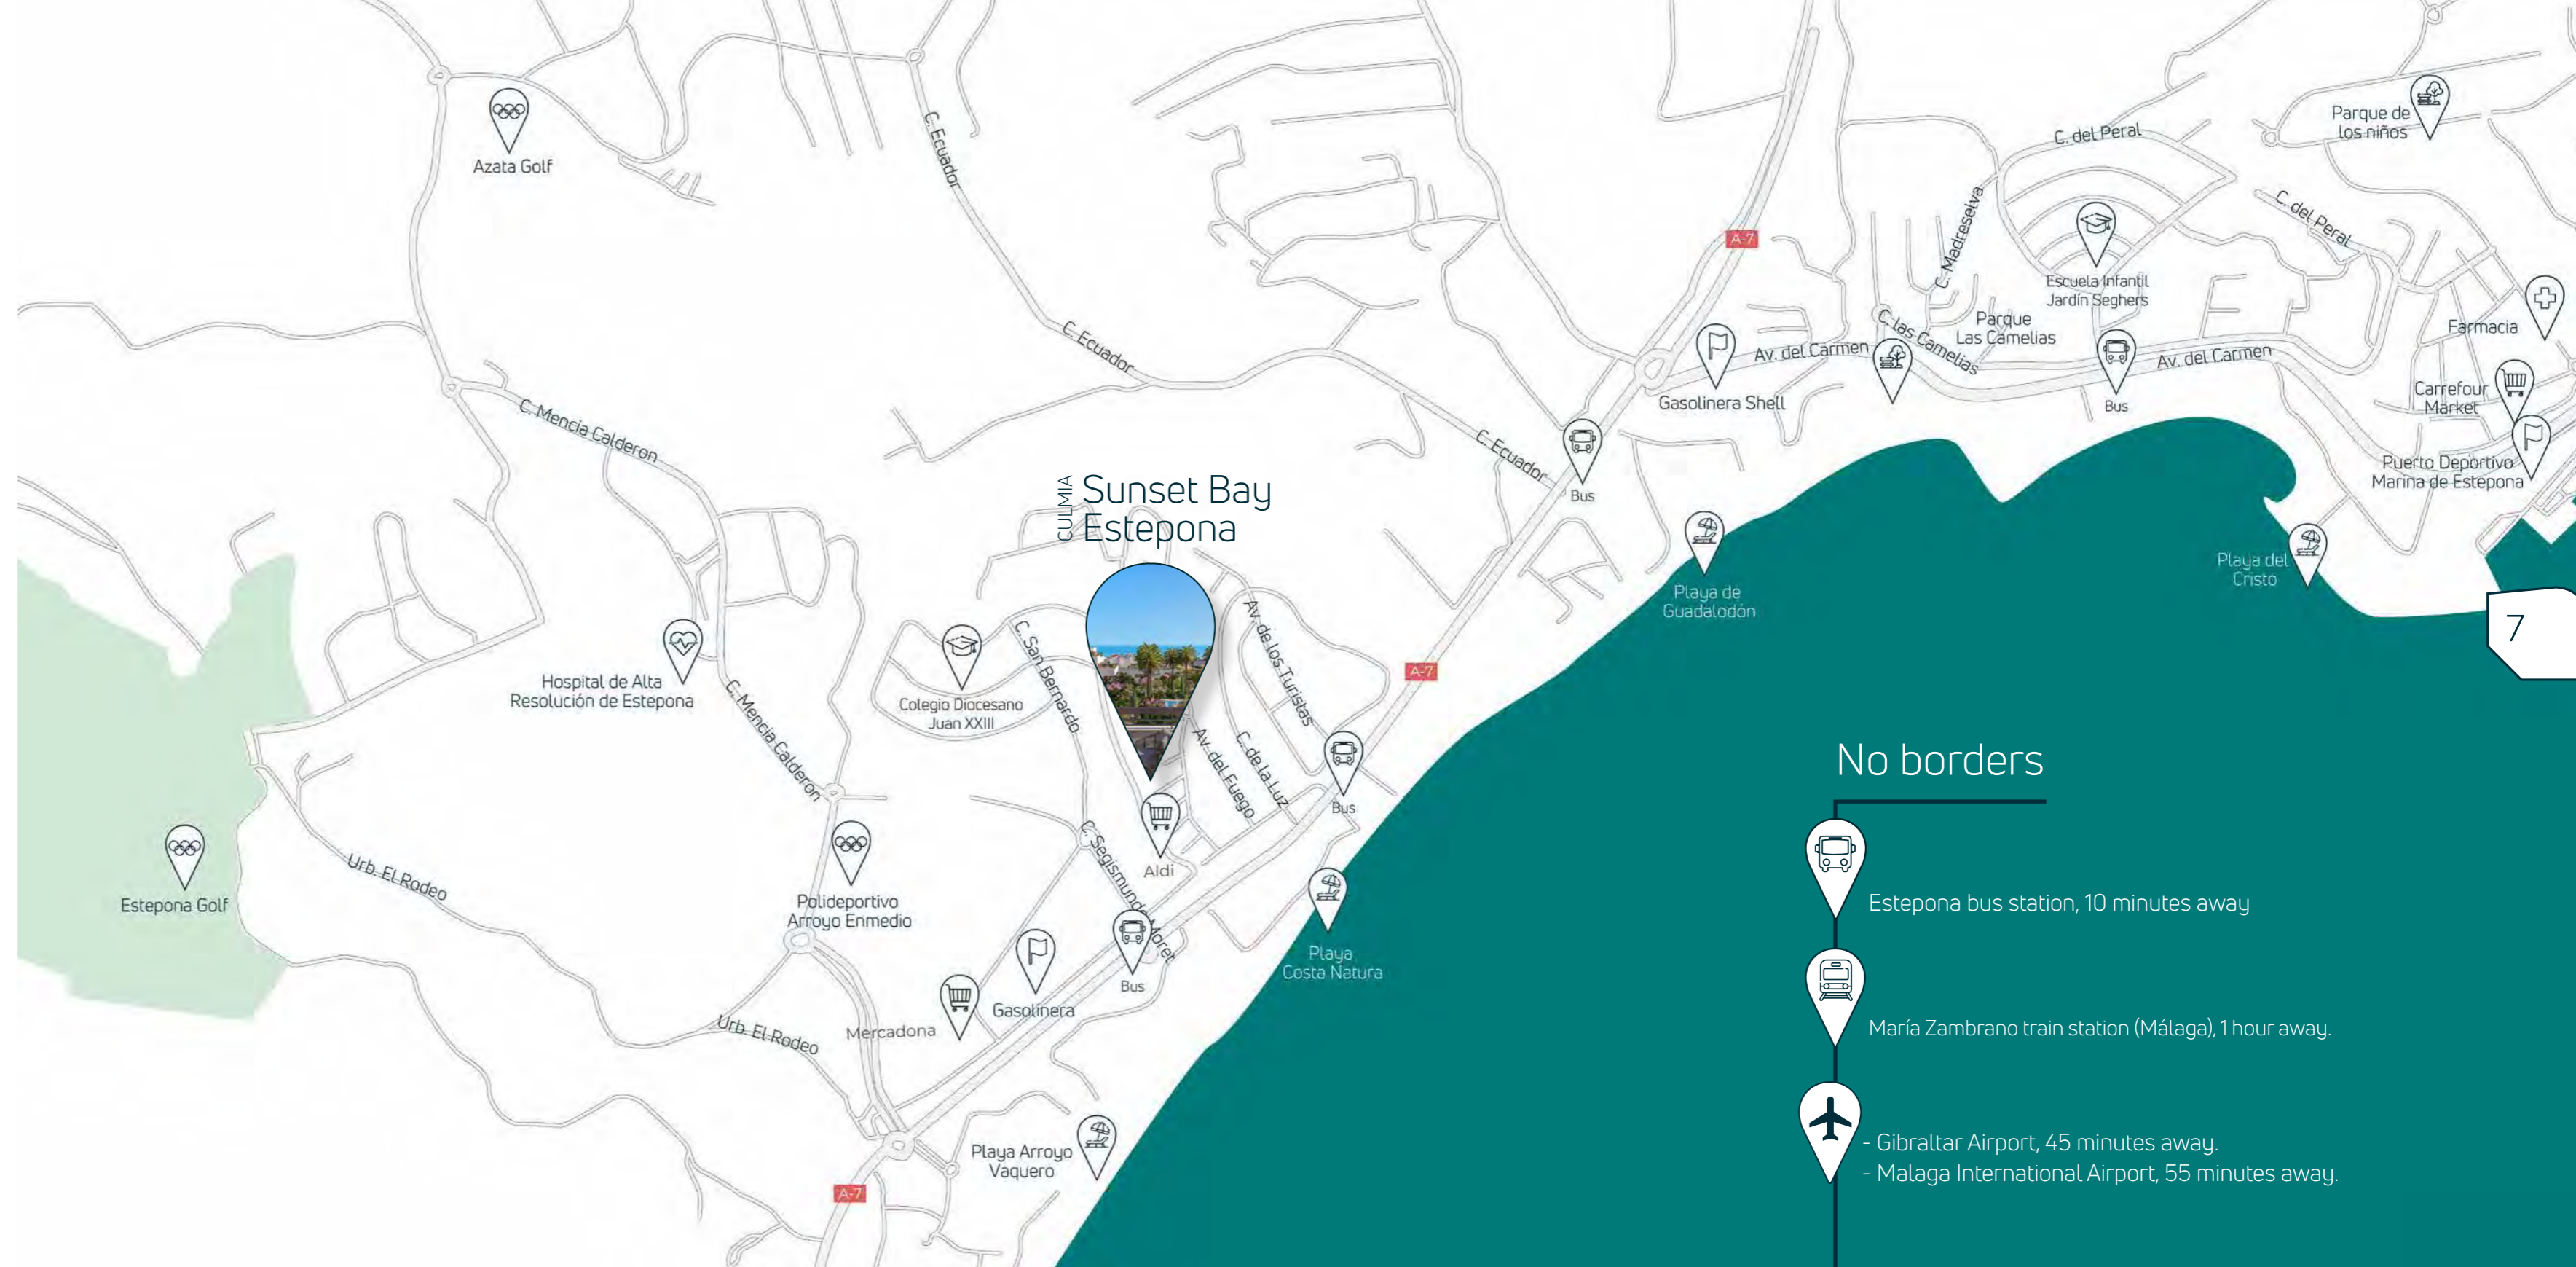 Azata Golf
C. Ecuador
C. Ecuador
C. Ecuador
C. Mencia Calderon
C. Mencia Calderon
CULMIA
Sunset Bay
Estepona
A-7
C. del Peral
Parque de
los niños
C. del Peral
C. Madreselva
Escuela Infantil
Jardín Seghers
Parque
Las Camelias
C. las Camelias
Farmacia
Av. del Carmen
Av. del Carmen
Gasolinera Shell
Bus
Carrefour
Market
Bus
Puerto Deportivo
Marina de Estepona
Playa de
Guadalodón
Playa del
Cristo
7
A-7
Hospital de Alta
Resolución de Estepona
Colegio Diocesano
Juan XXIII
C. San Bernardo
Av. de los Turistas
Av. del Fuego
C. de la Luz
Bus
Aldi
C. Segismundo Moret
Estepona Golf
Urb. El Rodeo
Polideportivo
Arroyo Enmedio
Playa
Costa Natura
Bus
Gasolinera
Mercadona
Urb. El Rodeo
Playa Arroyo
Vaquero
A-7
No borders
Estepona bus station, 10 minutes away
María Zambrano train station (Málaga), 1 hour away.
- Gibraltar Airport, 45 minutes away.
- Malaga International Airport, 55 minutes away.